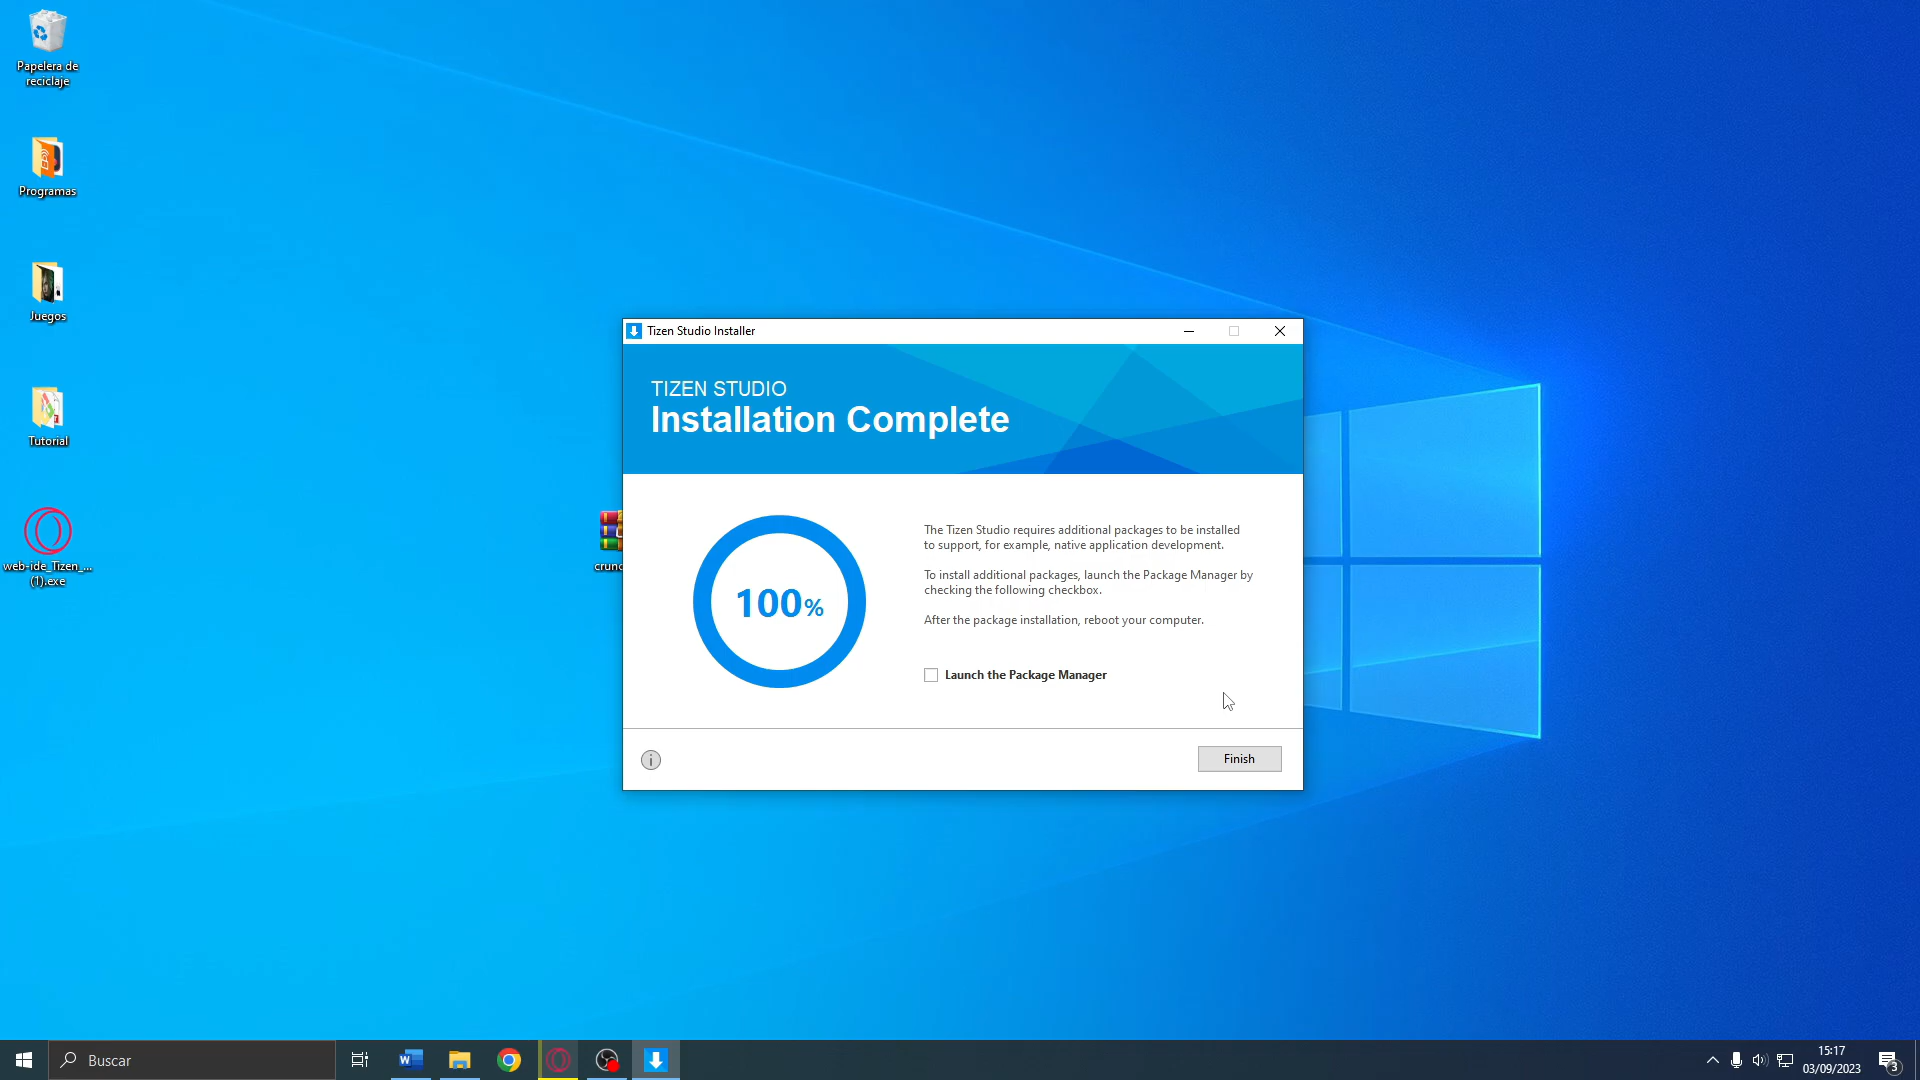 Papelera de
reciclaje
Programas
Juegos
Tutorial
web-ide_Tizen_...
(1).exe
Tizen Studio Installer
TIZEN STUDIO
Installation Complete
100%
The Tizen Studio requires additional packages to be installed
to support, for example, native application development.
To install additional packages, launch the Package Manager by
checking the following checkbox.
After the package installation, reboot your computer.
Launch the Package Manager
Finish
crunc
Buscar
15:17
03/09/2023
3